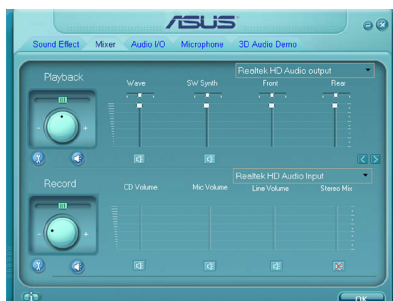 ASUS
Sound Effect Mixer Audio I/O Microphone 3D Audio Demo
Realtek HD Audio output
Playback
Wave SW Synth Front Rear
- +
Realtek HD Audio Input
Record
CD Volume Mic Volume Line Volume Stereo Mix
- +
OK